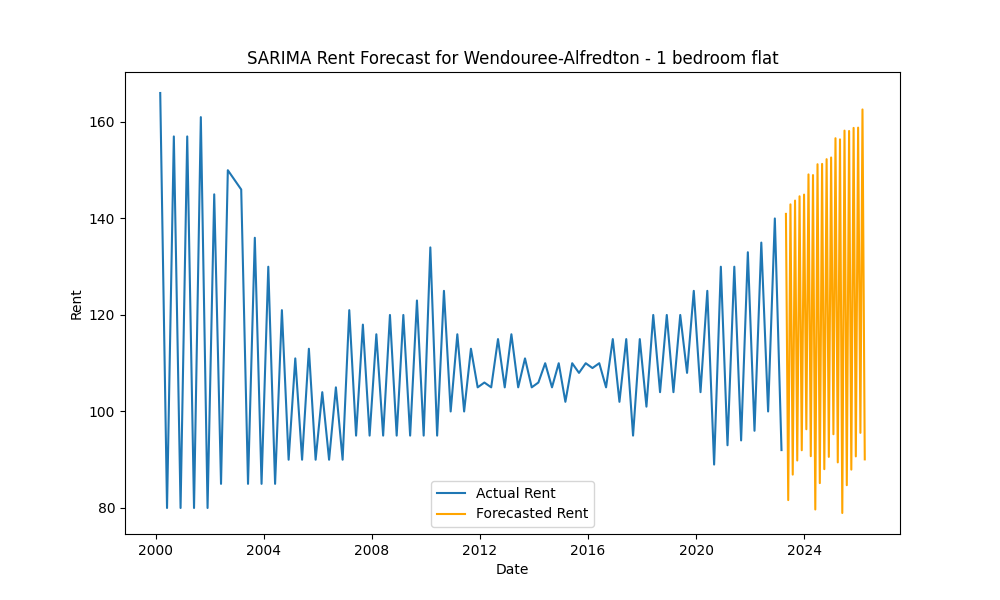 SARIMA Rent Forecast for Wendouree-Alfredton - 1 bedroom flat
160
140
120
100
80
Rent
2000 2004 2008 2012 2016 2020 2024
Date
Actual Rent
Forecasted Rent